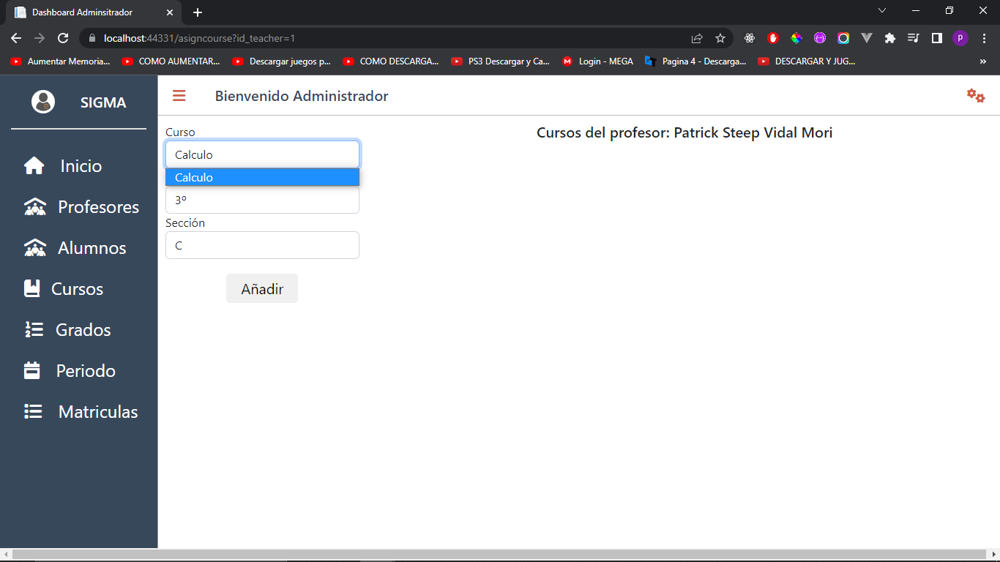 Dashboard Adminsitrador
localhost:44331/asigncourse?id_teacher=1
p
Aumentar Memoria... COMO AUMENTAR... Descargar juegos p... COMO DESCARGA... PS3 Descargar y Ca... Login - MEGA Pagina 4 - Descarga... DESCARGAR Y JUG... »
SIGMA
Bienvenido Administrador
Inicio
Profesores
Alumnos
Cursos
Grados
Periodo
Matriculas
Curso
Calculo
Calculo
3º
Sección
C
Añadir
Cursos del profesor: Patrick Steep Vidal Mori